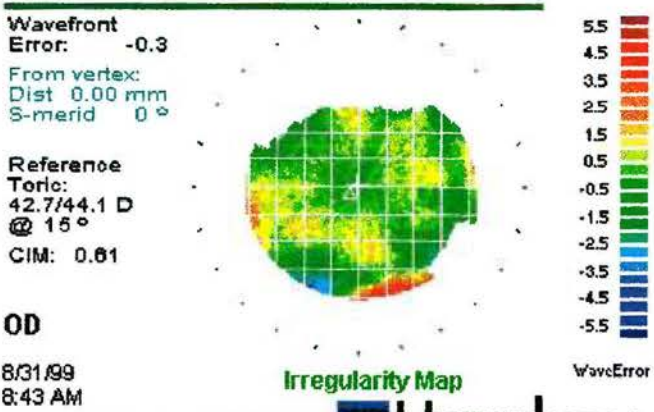 Wavefront
Error: -0.3
From vertex:
Dist 0.00 mm
S-merid 0 °
Reference
Toric:
42.7/44.1 D
@ 15°
CIM: 0.61
OD
8/31/99
8:43 AM
Irregularity Map
5.5
4.5
3.5
2.5
1.5
0.5
-0.5
-1.5
-2.5
-3.5
-4.5
-5.5
WaveError